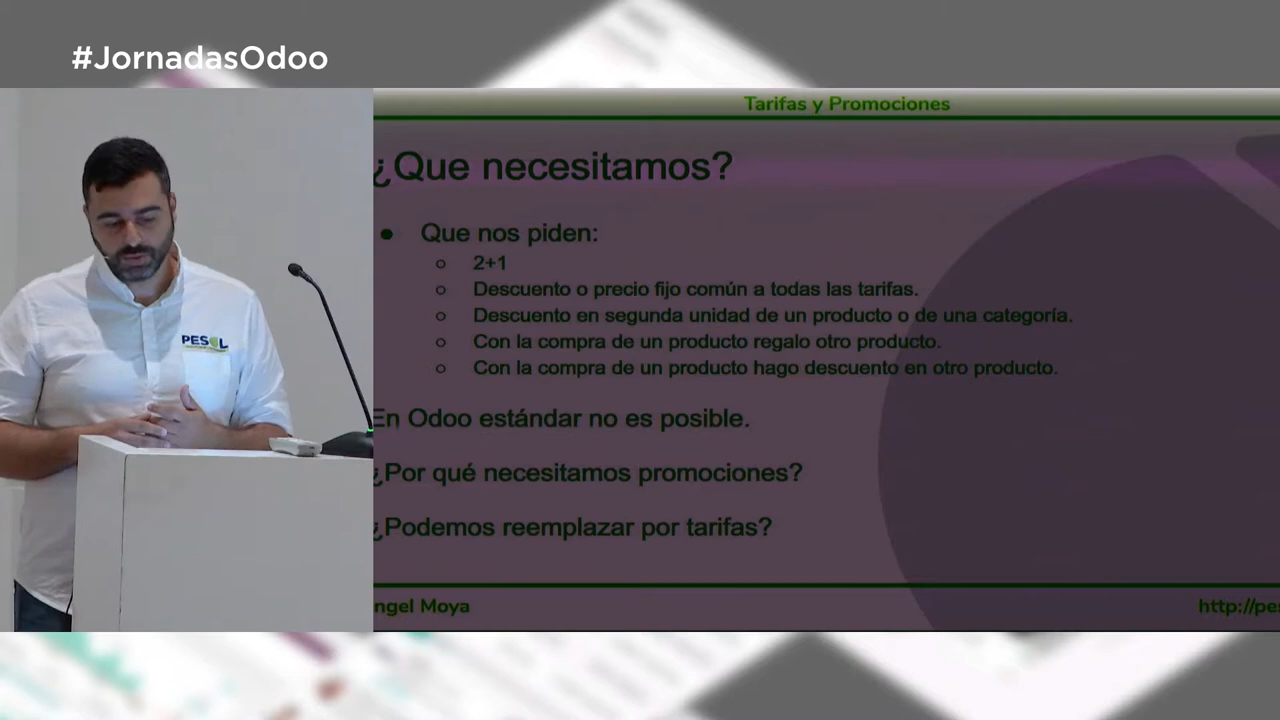 #JornadasOdoo
Tarifas y Promociones
¿Que necesitamos?
Que nos piden:
2+1
Descuento o precio fijo común a todas las tarifas.
Descuento en segunda unidad de un producto o de una categoría.
Con la compra de un producto regalo otro producto.
Con la compra de un producto hago descuento en otro producto.
En Odoo estándar no es posible.
¿Por qué necesitamos promociones?
¿Podemos reemplazar por tarifas?
ngel Moya
http://pe
PESOL